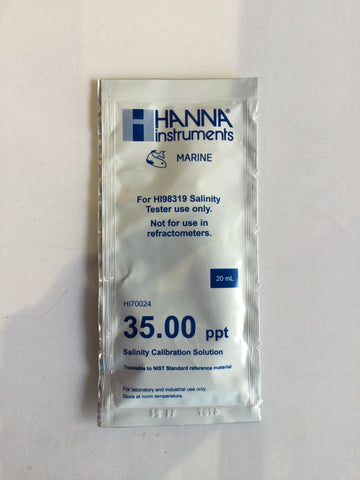 HANNA®
instruments
MARINE
For HI98319 Salinity
Tester use only.
Not for use in
refractometers.
20 mL
HI70024
35.00 ppt
Salinity Calibration Solution
Traceable to NIST Standard reference material
For laboratory and industrial use only.
Store at room temperature.